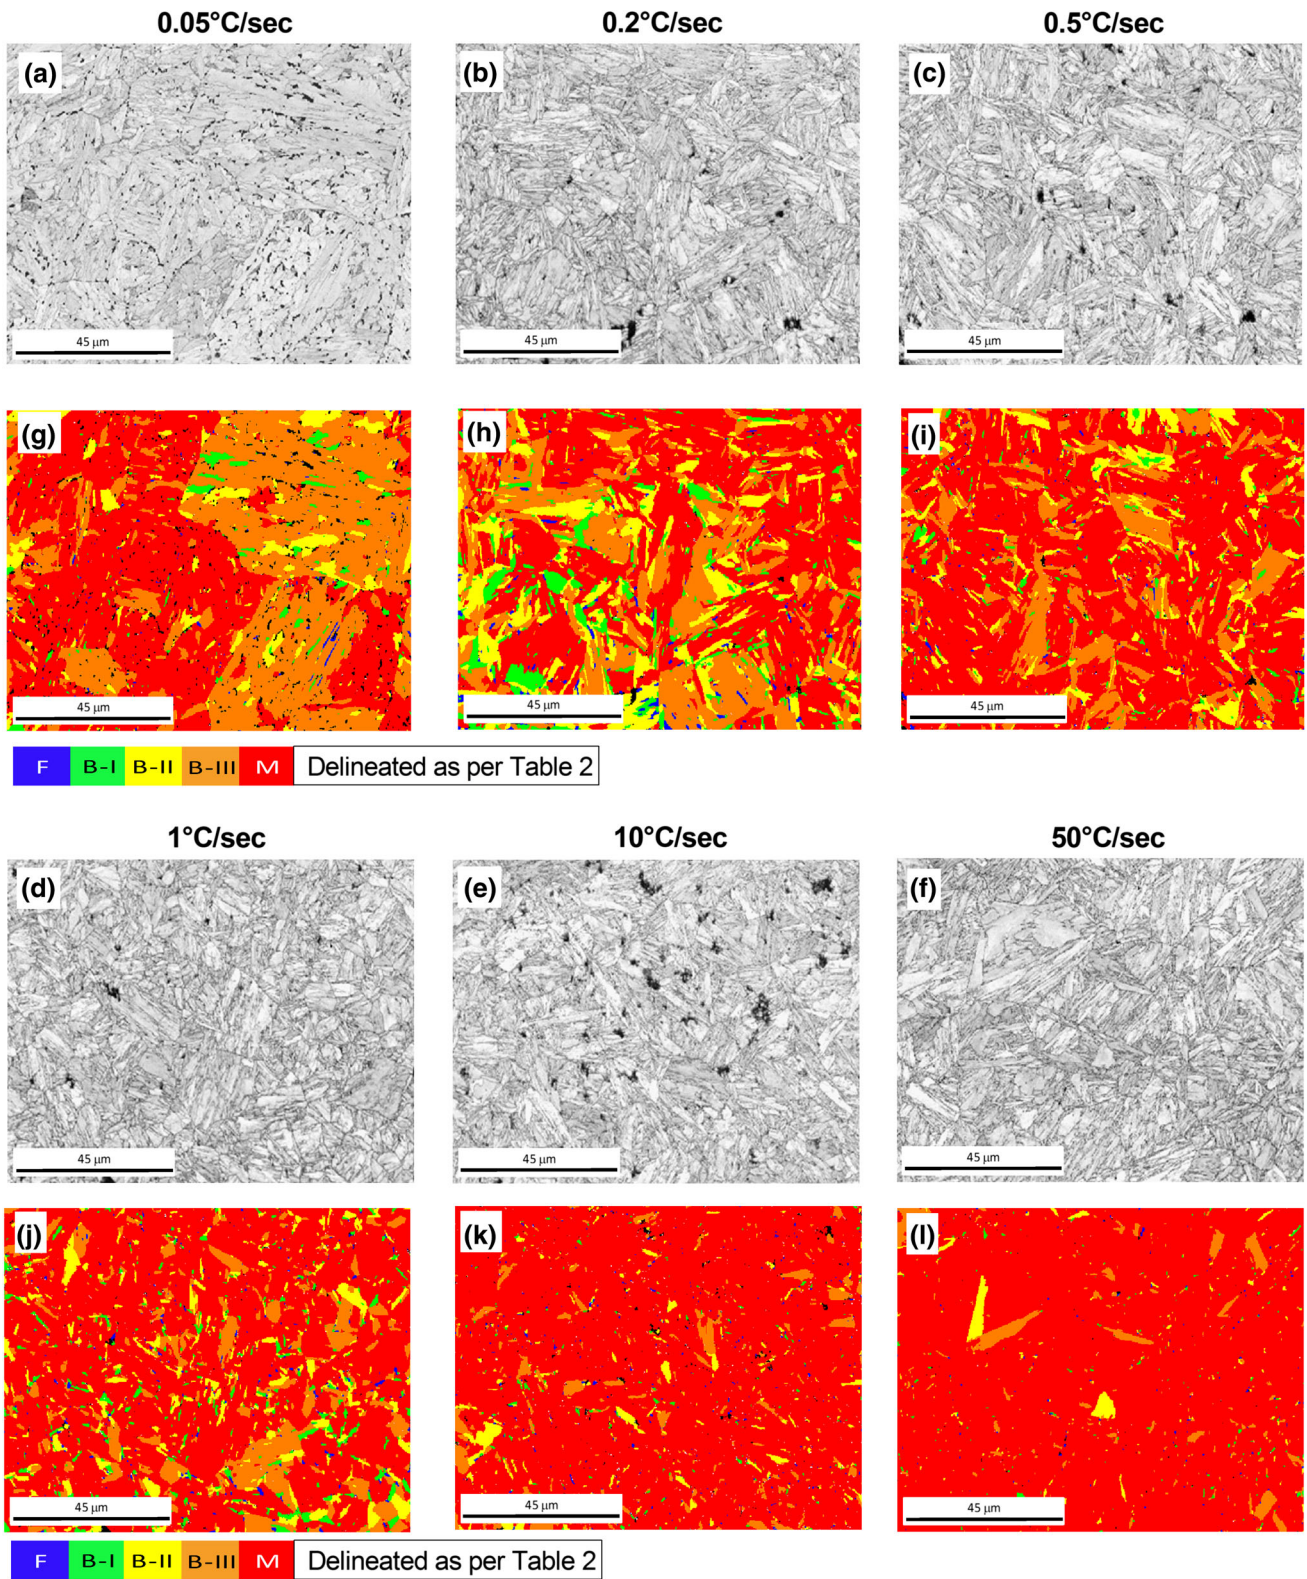 0.05°C/sec 0.2°C/sec 0.5°C/sec
(a) (b) (c)
45 µm 45 µm 45 µm
(g) (h) (i)
45 µm 45 µm 45 µm
F B-I B-II B-III M Delineated as per Table 2
1°C/sec 10°C/sec 50°C/sec
(d) (e) (f)
45 µm 45 µm 45 µm
(j) (k) (l)
45 µm 45 µm 45 µm
F B-I B-II B-III M Delineated as per Table 2